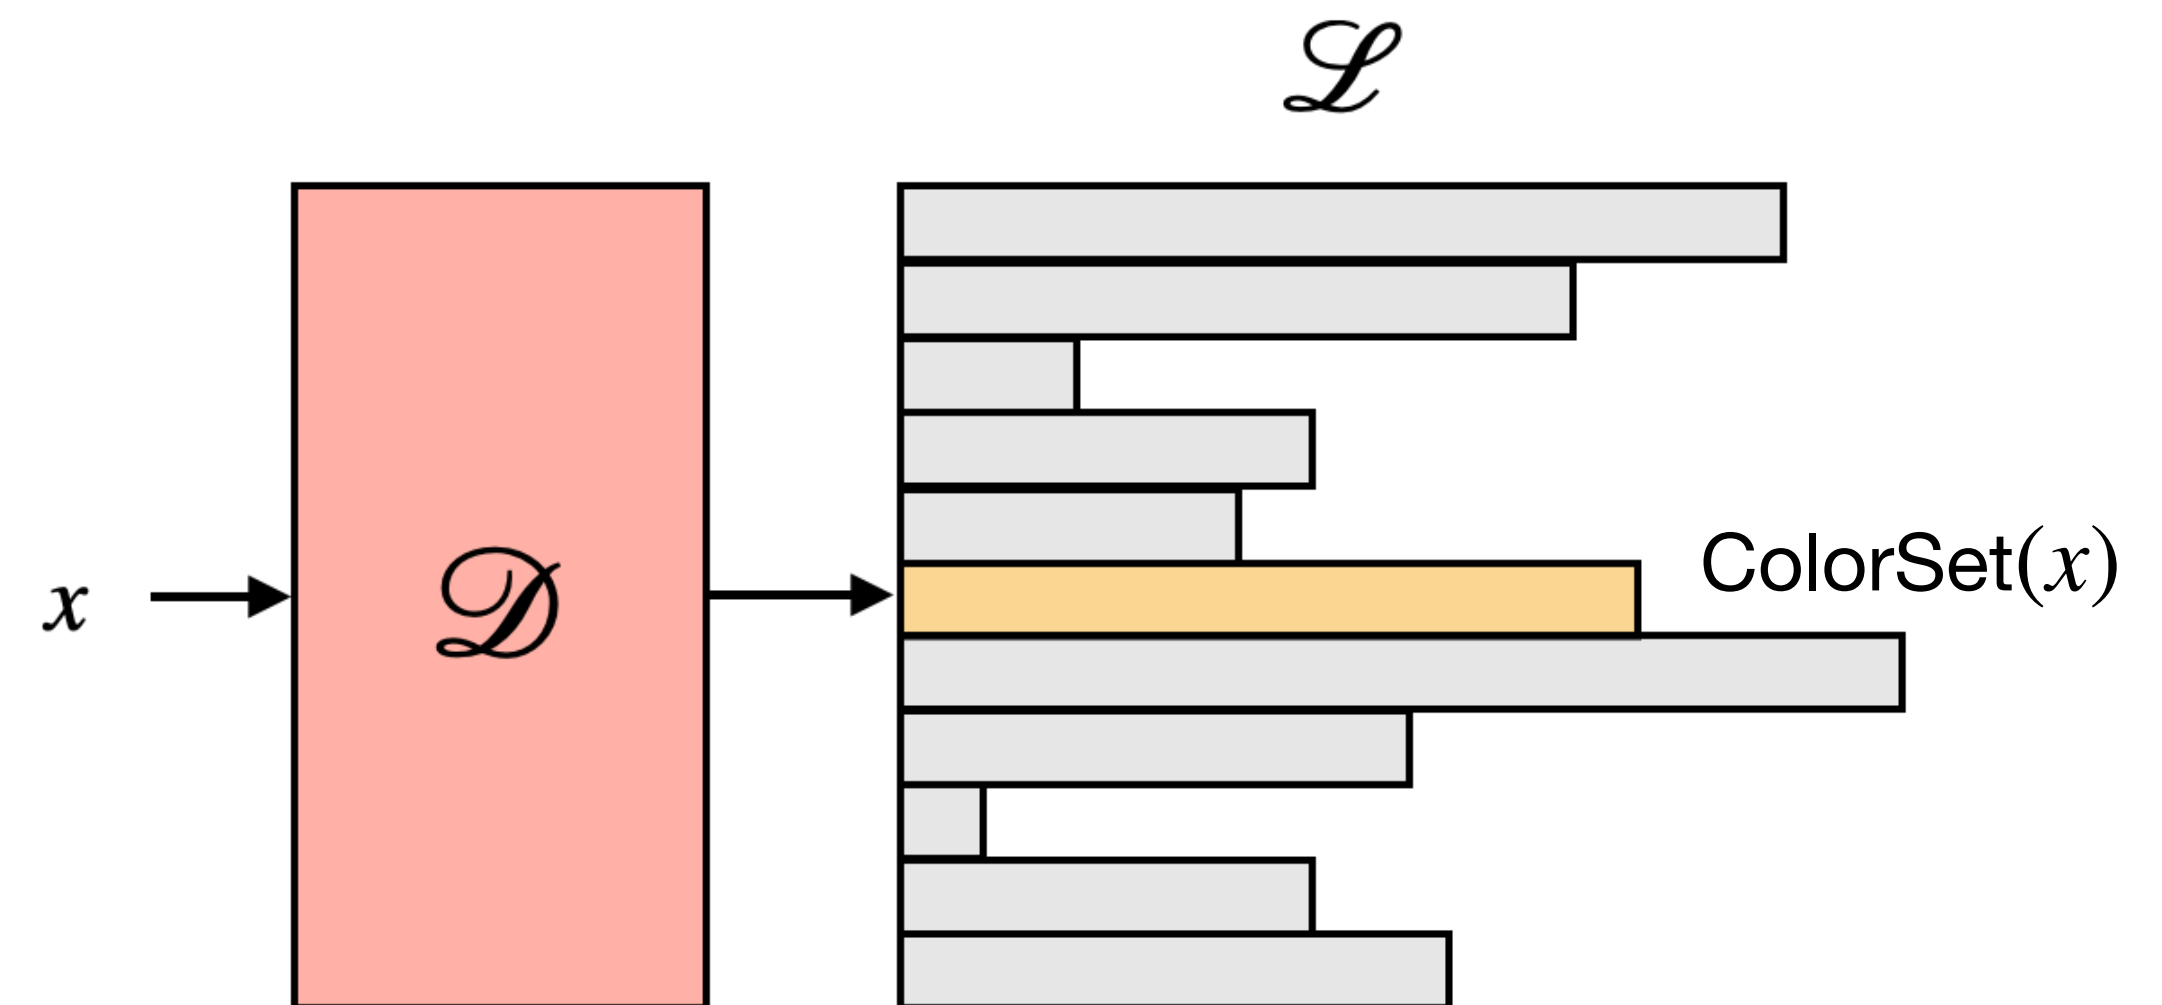 ℒ
x
𝒟
ColorSet(x)